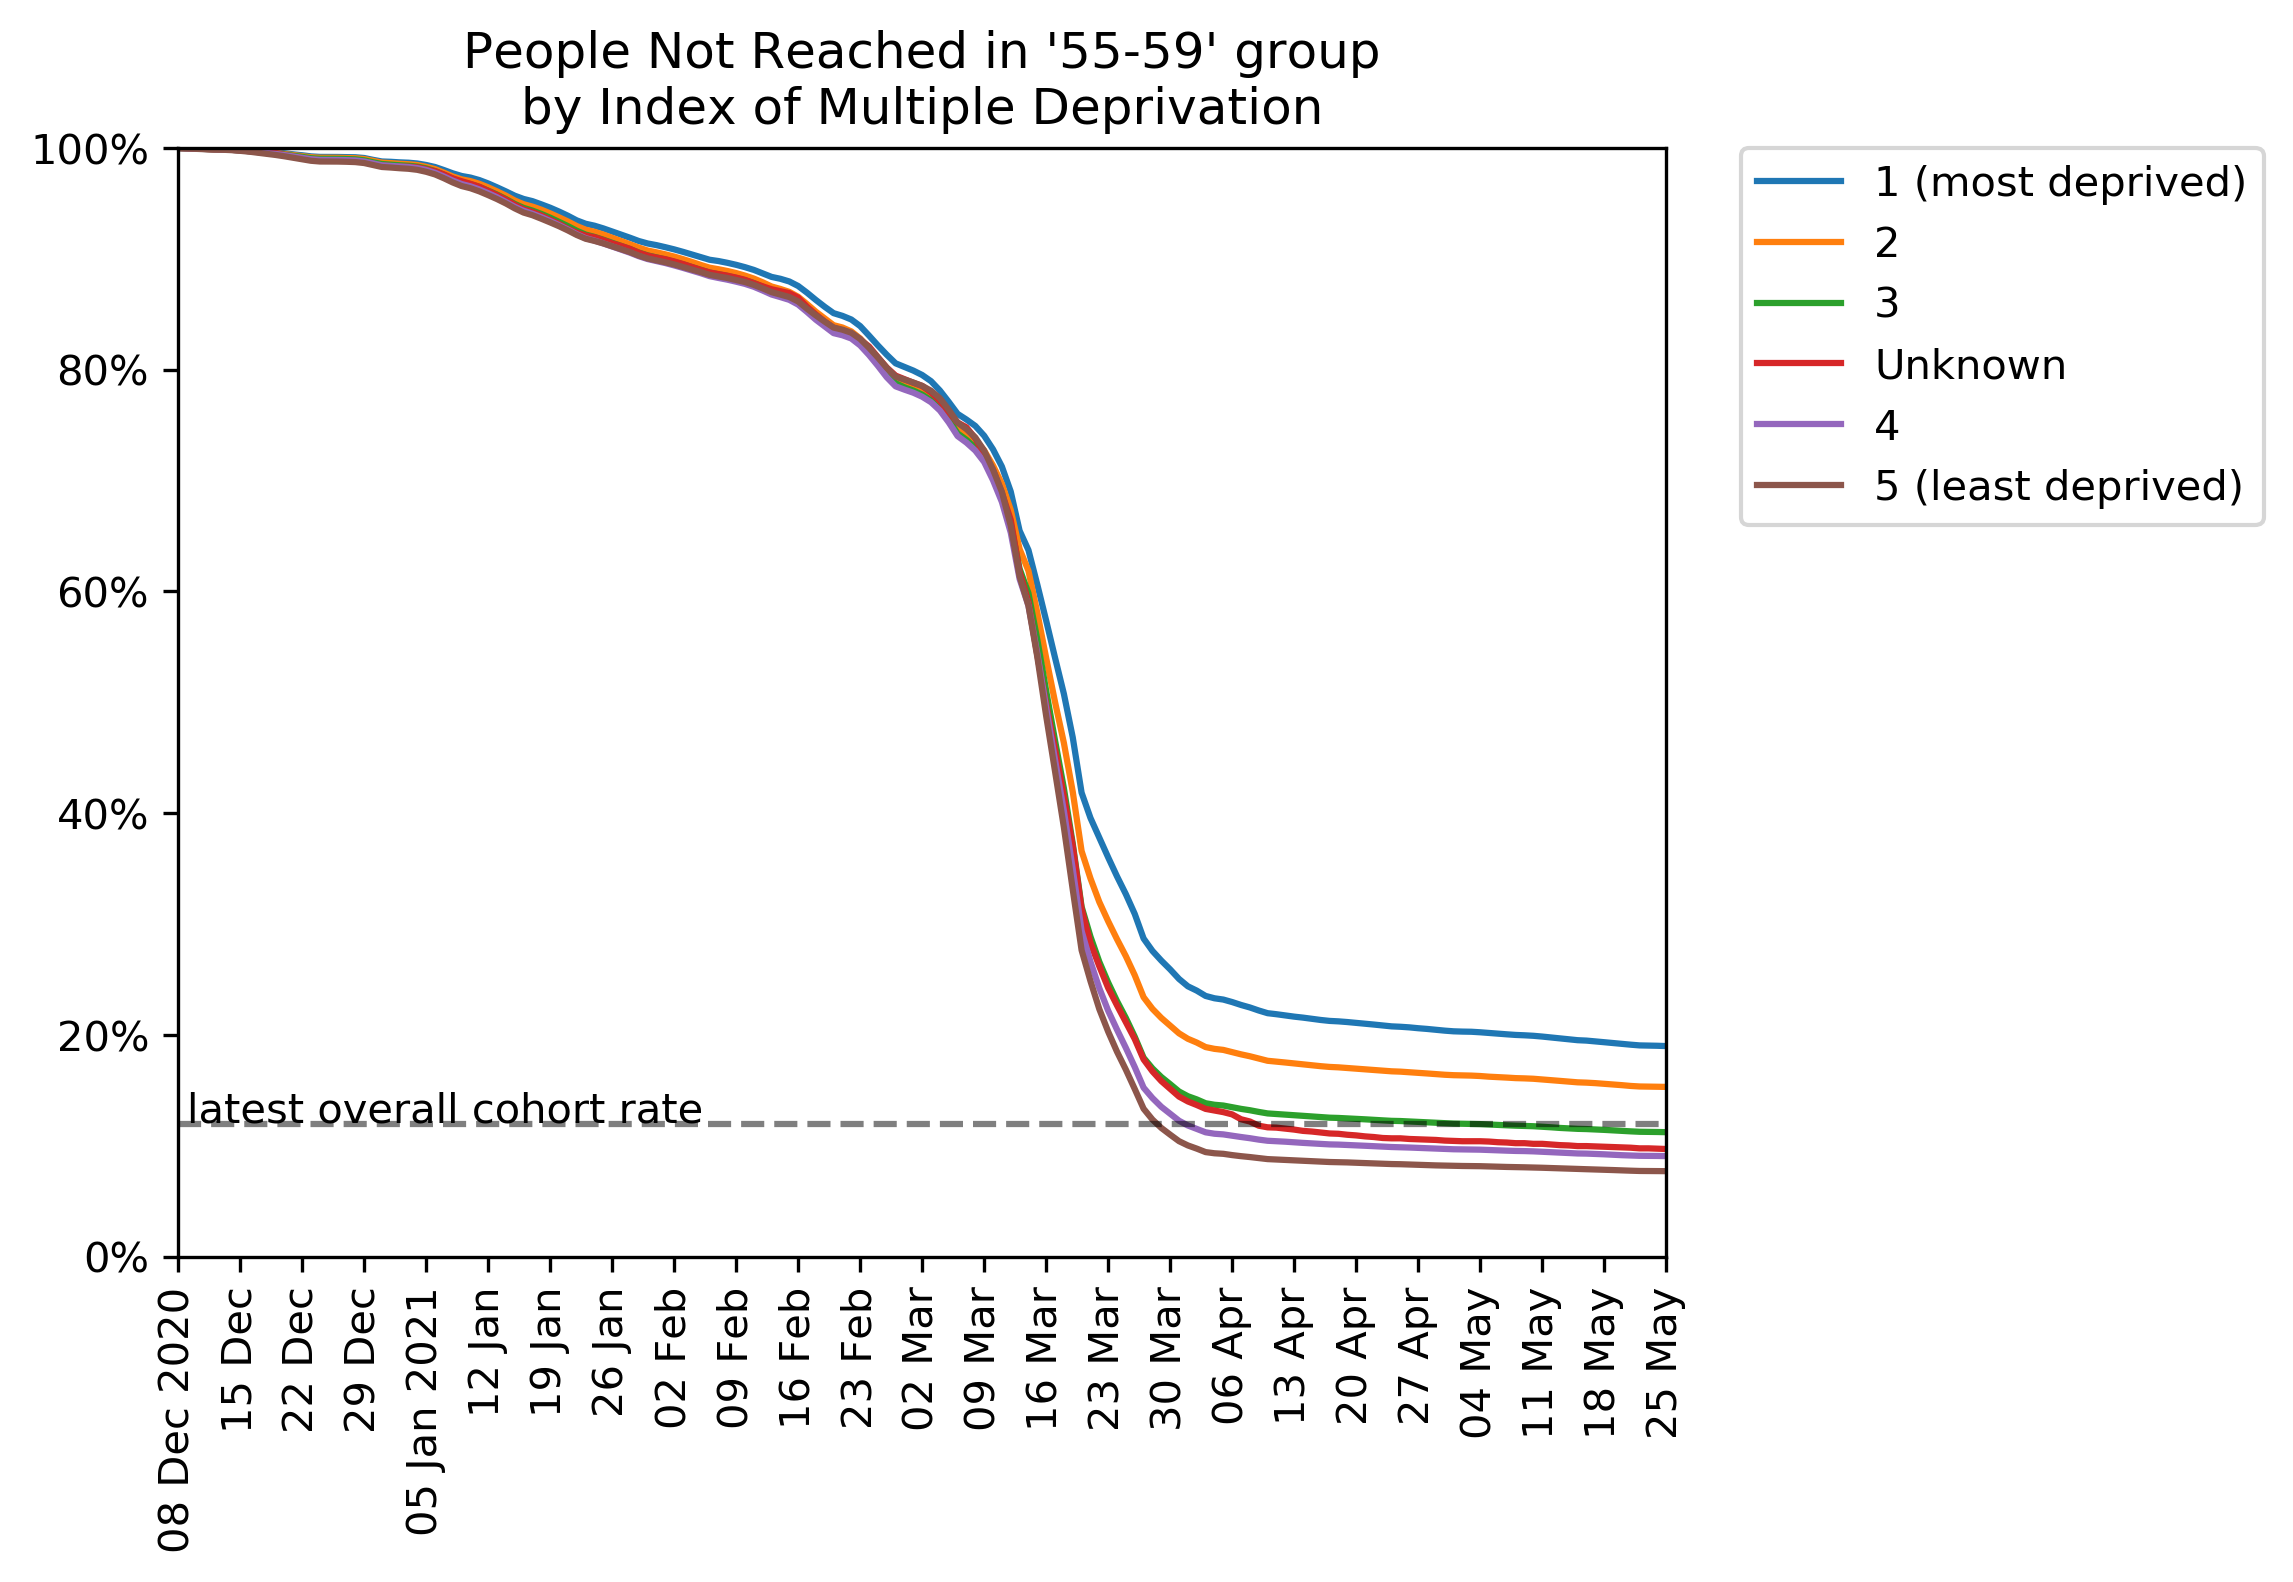 People Not Reached in '55-59' group
by Index of Multiple Deprivation
100%
80%
60%
40%
20%
0%
latest overall cohort rate
08 Dec 2020
15 Dec
22 Dec
29 Dec
05 Jan 2021
12 Jan
19 Jan
26 Jan
02 Feb
09 Feb
16 Feb
23 Feb
02 Mar
09 Mar
16 Mar
23 Mar
30 Mar
06 Apr
13 Apr
20 Apr
27 Apr
04 May
11 May
18 May
25 May
1 (most deprived)
2
3
Unknown
4
5 (least deprived)